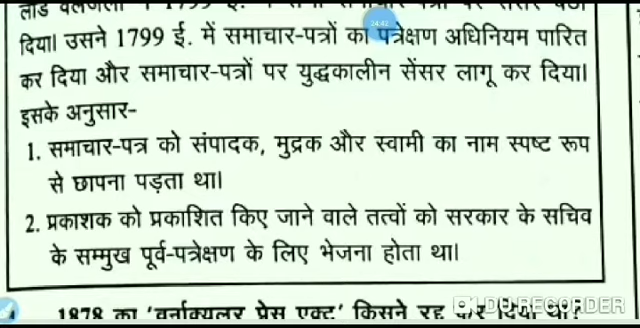 दिया। उसने 1799 ई. में समाचार-पत्रों का पत्रेक्षण अधिनियम पारित
कर दिया और समाचार-पत्रों पर युद्धकालीन सेंसर लागू कर दिया।
इसके अनुसार-
1. समाचार-पत्र को संपादक, मुद्रक और स्वामी का नाम स्पष्ट रूप
से छापना पड़ता था।
2. प्रकाशक को प्रकाशित किए जाने वाले तत्वों को सरकार के सचिव
के सम्मुख पूर्व-पत्रेक्षण के लिए भेजना होता था।
1878 का 'वर्नाक्यूलर प्रेस एक्ट' किसने रद्द कर दिया था?
RECORDER